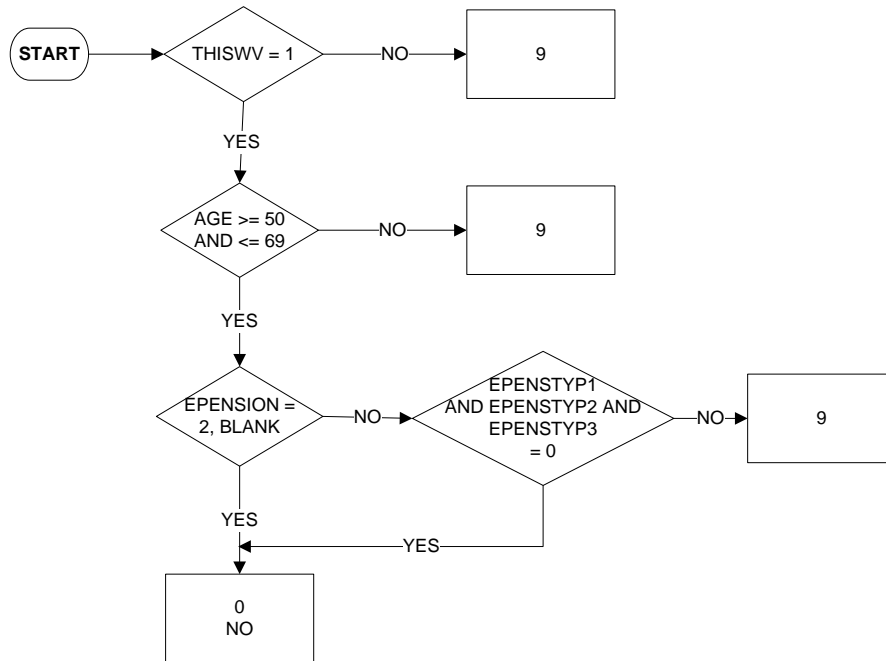 START
THISWV = 1
NO
9
YES
AGE >= 50
AND <= 69
NO
9
YES
EPENSION =
2, BLANK
NO
EPENSTYP1
AND EPENSTYP2 AND
EPENSTYP3
= 0
NO
9
YES
YES
0
NO